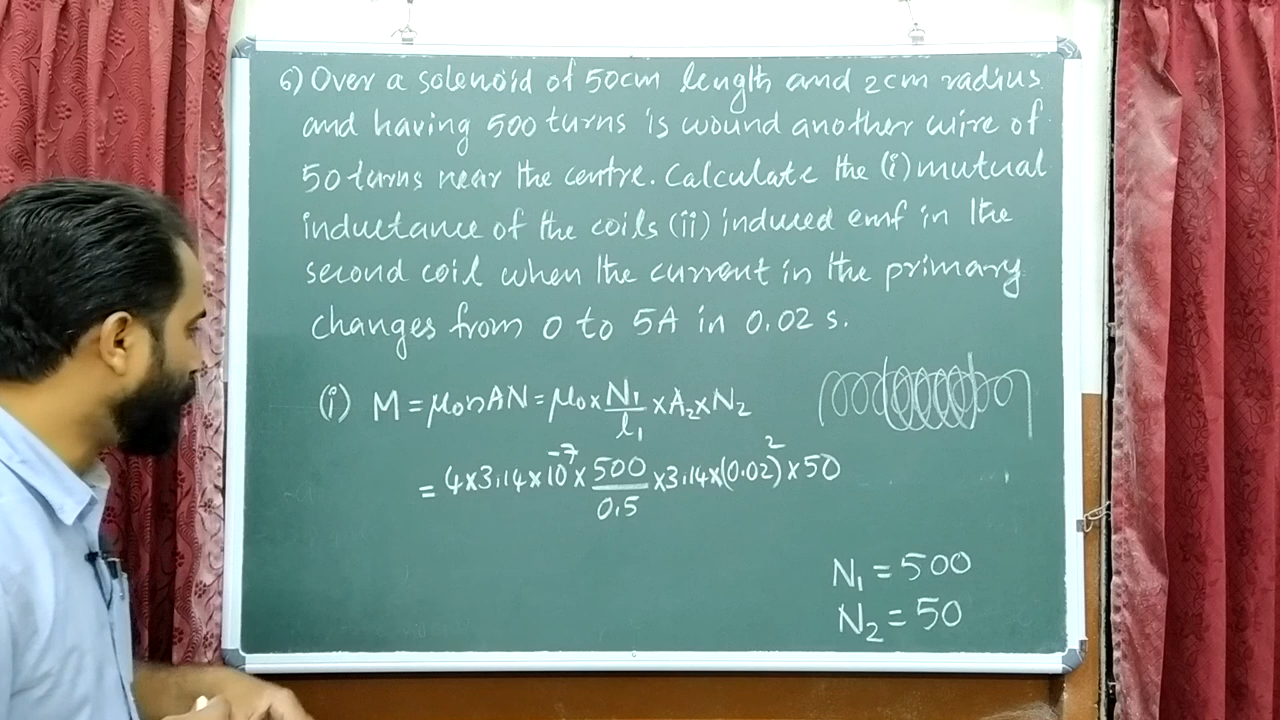 6) Over a solenoid of 50cm length and 2cm radius
and having 500 turns is wound another wire of
50 turns near the centre. Calculate the (i) mutual
inductance of the coils (ii) induced emf in the
second coil when the current in the primary
changes from 0 to 5A in 0.02 s.
(i) M = μ₀nAN = μ₀ × N₁/l₁ × A₂ × N₂
= 4×3.14×10⁻⁷ × 500/0.5 × 3.14×(0.02)² × 50
N₁ = 500
N₂ = 50